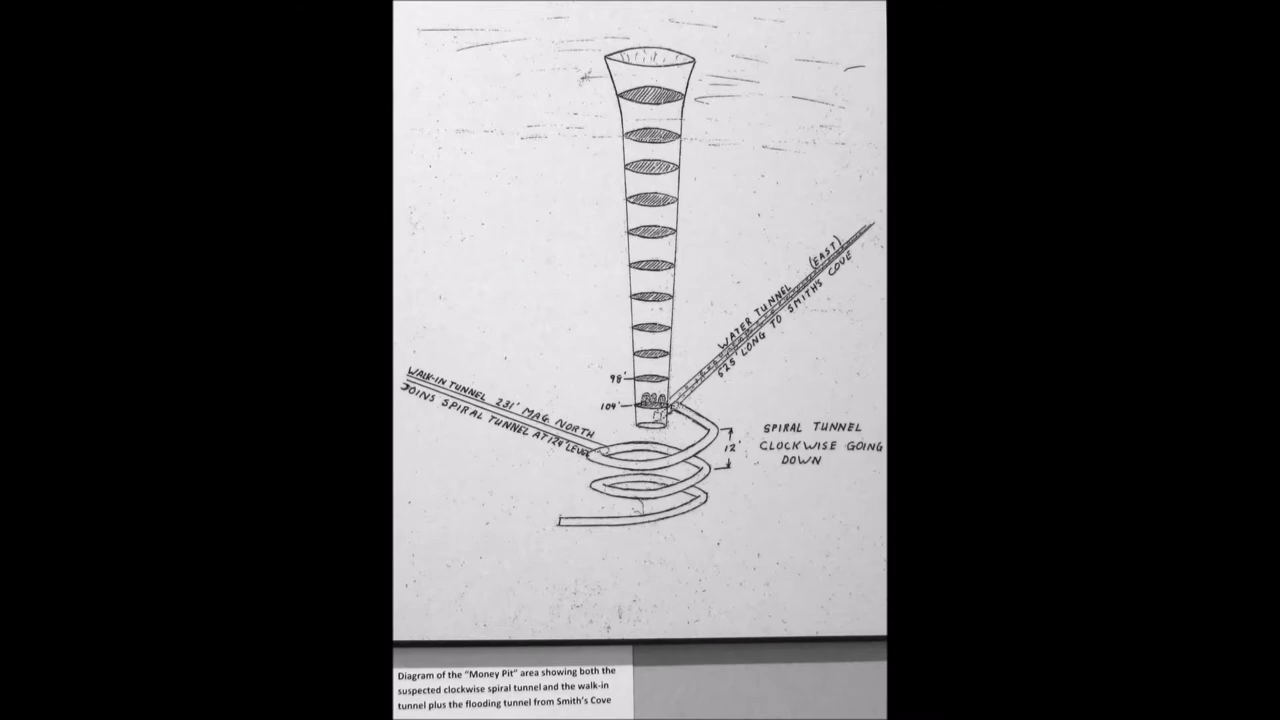 (EAST)
WATER TUNNEL
525' LONG TO SMITH'S COVE
98'
104'
WALK-IN TUNNEL 231' MAG. NORTH
JOINS SPIRAL TUNNEL AT 124' LEVEL
12'
SPIRAL TUNNEL
CLOCKWISE GOING
DOWN
Diagram of the “Money Pit” area showing both the
suspected clockwise spiral tunnel and the walk-in
tunnel plus the flooding tunnel from Smith’s Cove